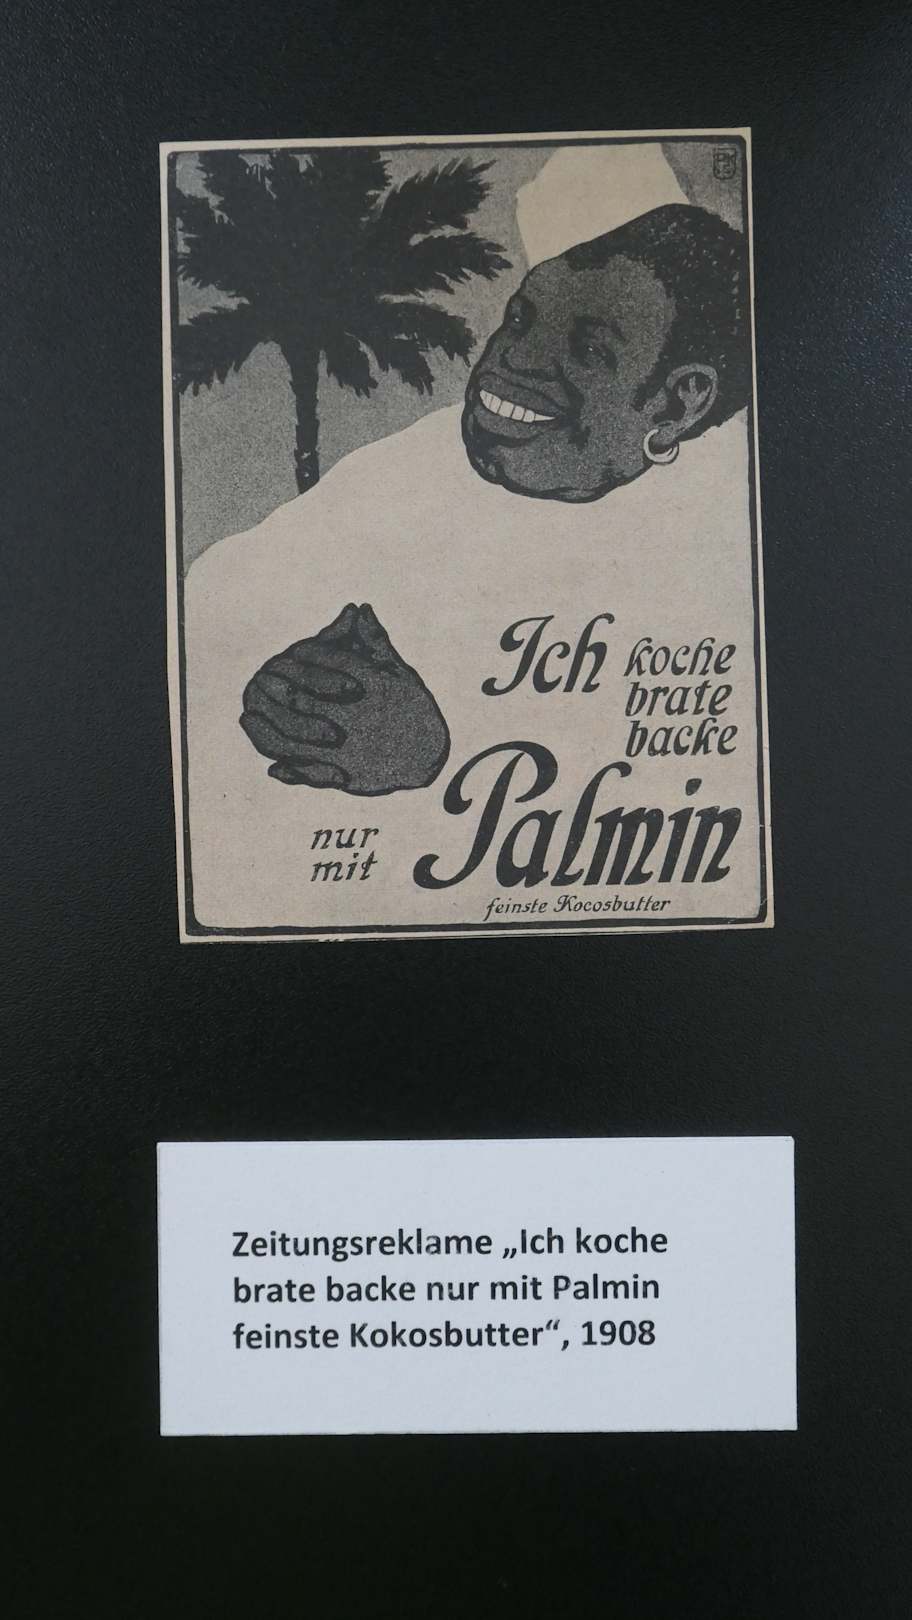 Ich koche
brate
backe
nur
mit
Palmin
feinste Kocosbutter
Zeitungsreklame „Ich koche
brate backe nur mit Palmin
feinste Kokosbutter“, 1908